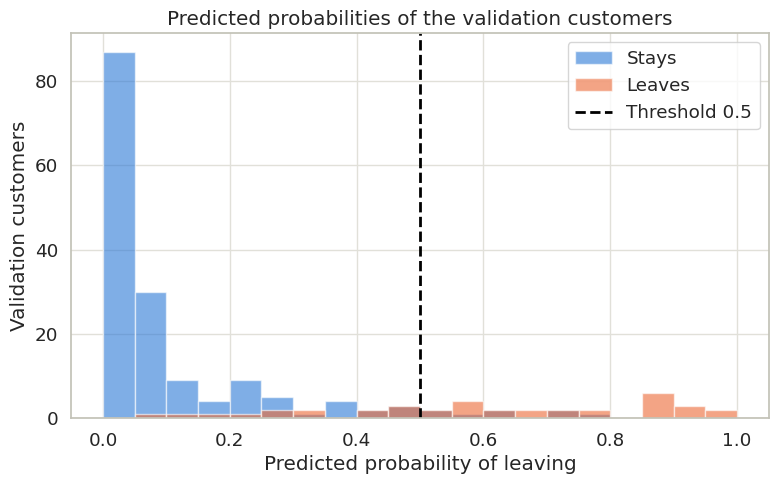 Predicted probabilities of the validation customers
Stays
Leaves
Threshold 0.5
Validation customers
80
60
40
20
0
0.0 0.2 0.4 0.6 0.8 1.0
Predicted probability of leaving